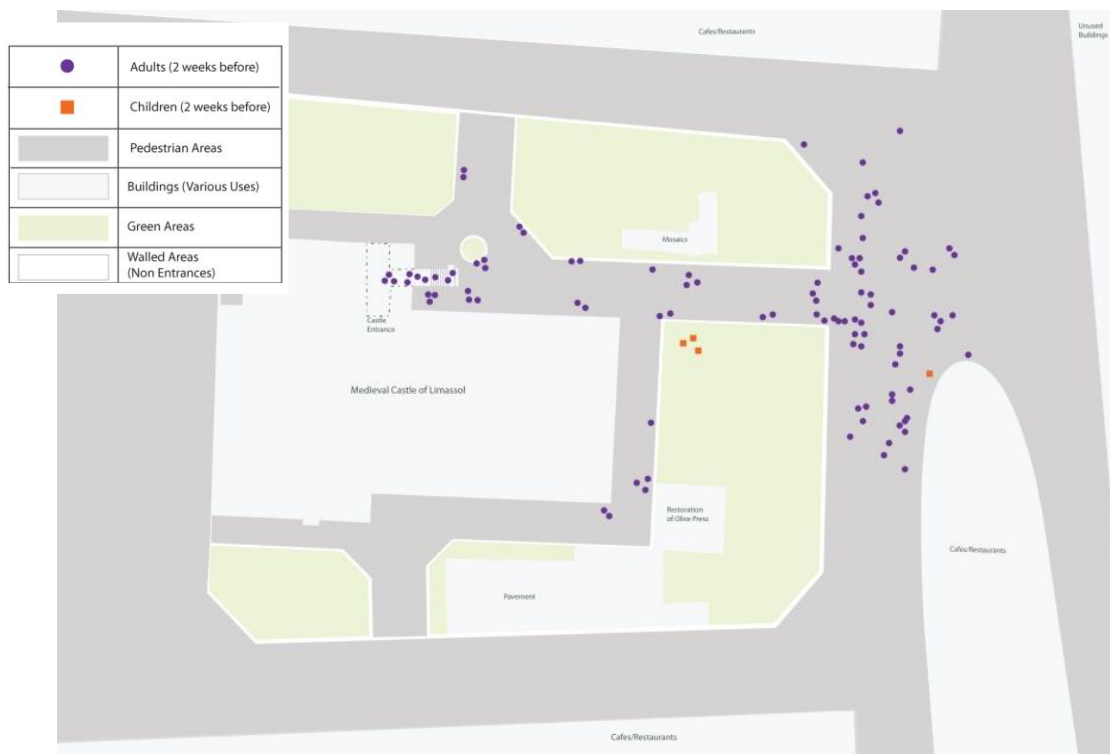 Adults (2 weeks before)
Children (2 weeks before)
Pedestrian Areas
Buildings (Various Uses)
Green Areas
Walled Areas
(Non Entrances)
Cafes/Restaurants
Unused
Buildings
Mosaics
Castle
Entrance
Medieval Castle of Limassol
Restoration
of Olive Press
Pavement
Cafes/Restaurants
Cafes/Restaurants